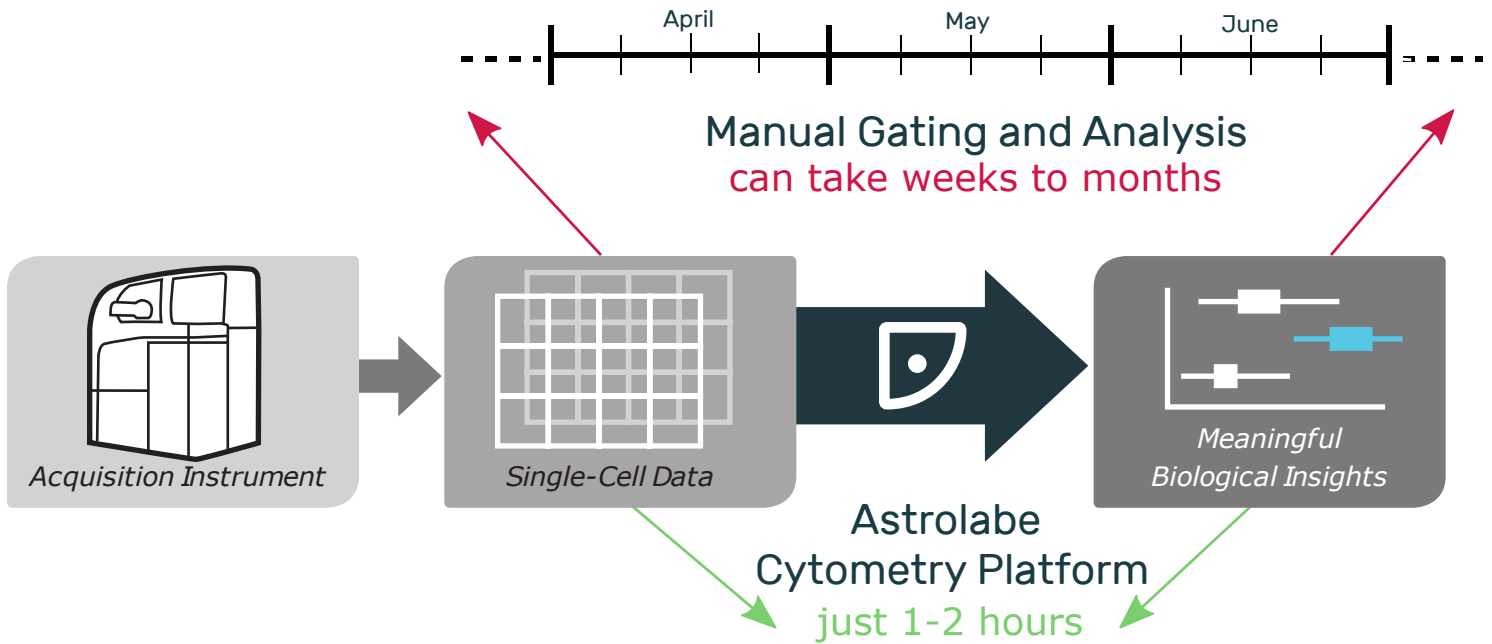 April May June
Manual Gating and Analysis
can take weeks to months
Acquisition Instrument
Single-Cell Data
Meaningful
Biological Insights
Astrolabe
Cytometry Platform
just 1-2 hours